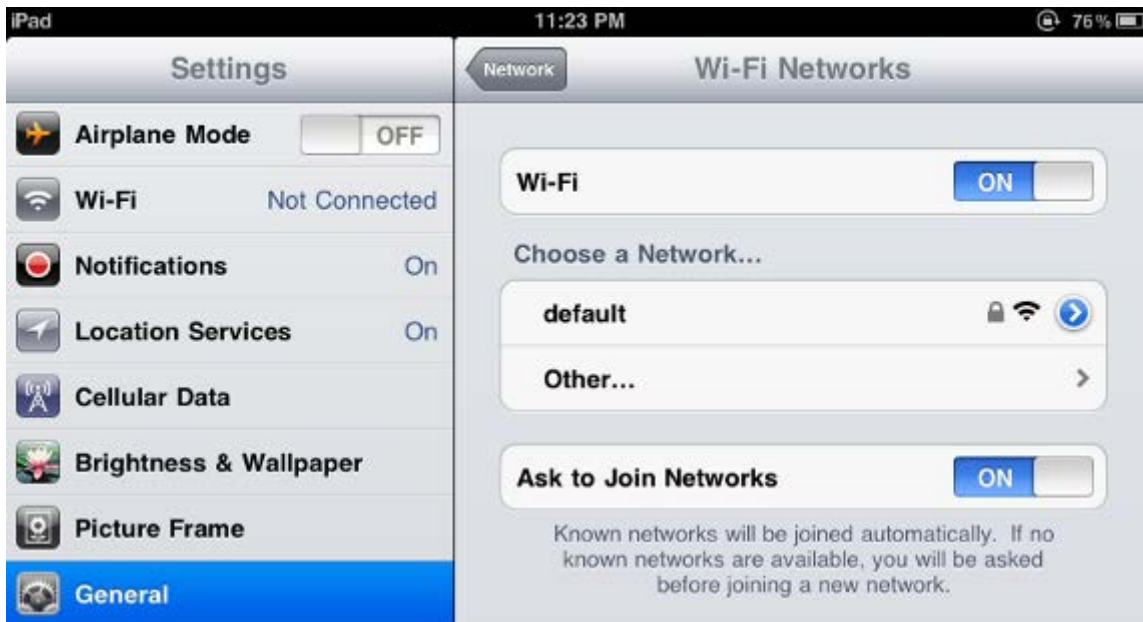 iPad
11:23 PM
76%
Settings
Airplane Mode OFF
Wi-Fi Not Connected
Notifications On
Location Services On
Cellular Data
Brightness & Wallpaper
Picture Frame
General
Network
Wi-Fi Networks
Wi-Fi ON
Choose a Network...
default
Other...
Ask to Join Networks ON
Known networks will be joined automatically. If no
known networks are available, you will be asked
before joining a new network.